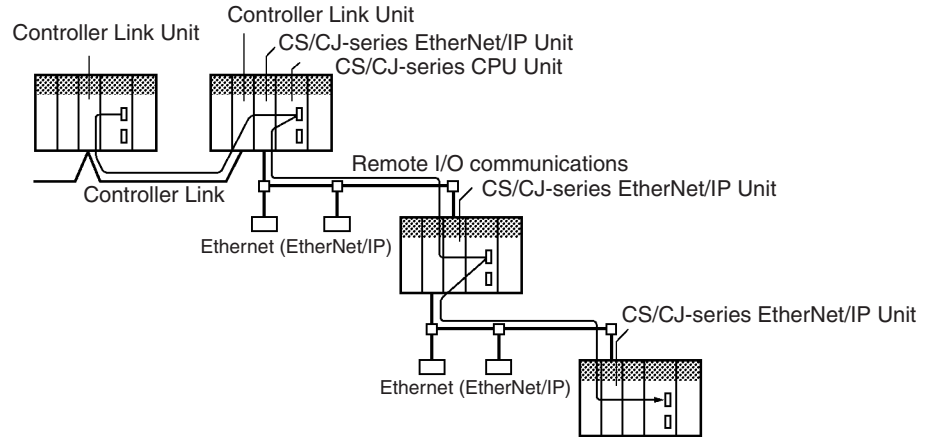 Controller Link Unit
Controller Link Unit
CS/CJ-series EtherNet/IP Unit
CS/CJ-series CPU Unit
Remote I/O communications
Controller Link
CS/CJ-series EtherNet/IP Unit
Ethernet (EtherNet/IP)
CS/CJ-series EtherNet/IP Unit
Ethernet (EtherNet/IP)